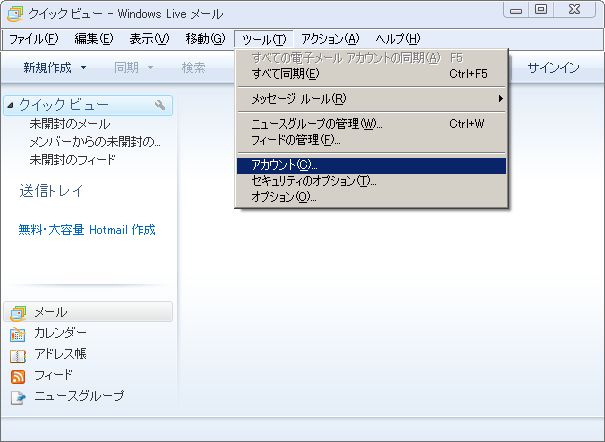 クイック ビュー - Windows Live メール
ファイル(F) 編集(E) 表示(V) 移動(G) ツール(T) アクション(A) ヘルプ(H)
新規作成 同期 検索 サインイン
すべての電子メール アカウントの同期(A) F5
すべて同期(E) Ctrl+F5
メッセージ ルール(R)
ニュースグループの管理(W)... Ctrl+W
フィードの管理(F)...
アカウント(C)...
セキュリティのオプション(T)...
オプション(O)...
クイック ビュー
未開封のメール
メンバーからの未開封の...
未開封のフィード
送信トレイ
無料・大容量 Hotmail 作成
メール
カレンダー
アドレス帳
フィード
ニュースグループ